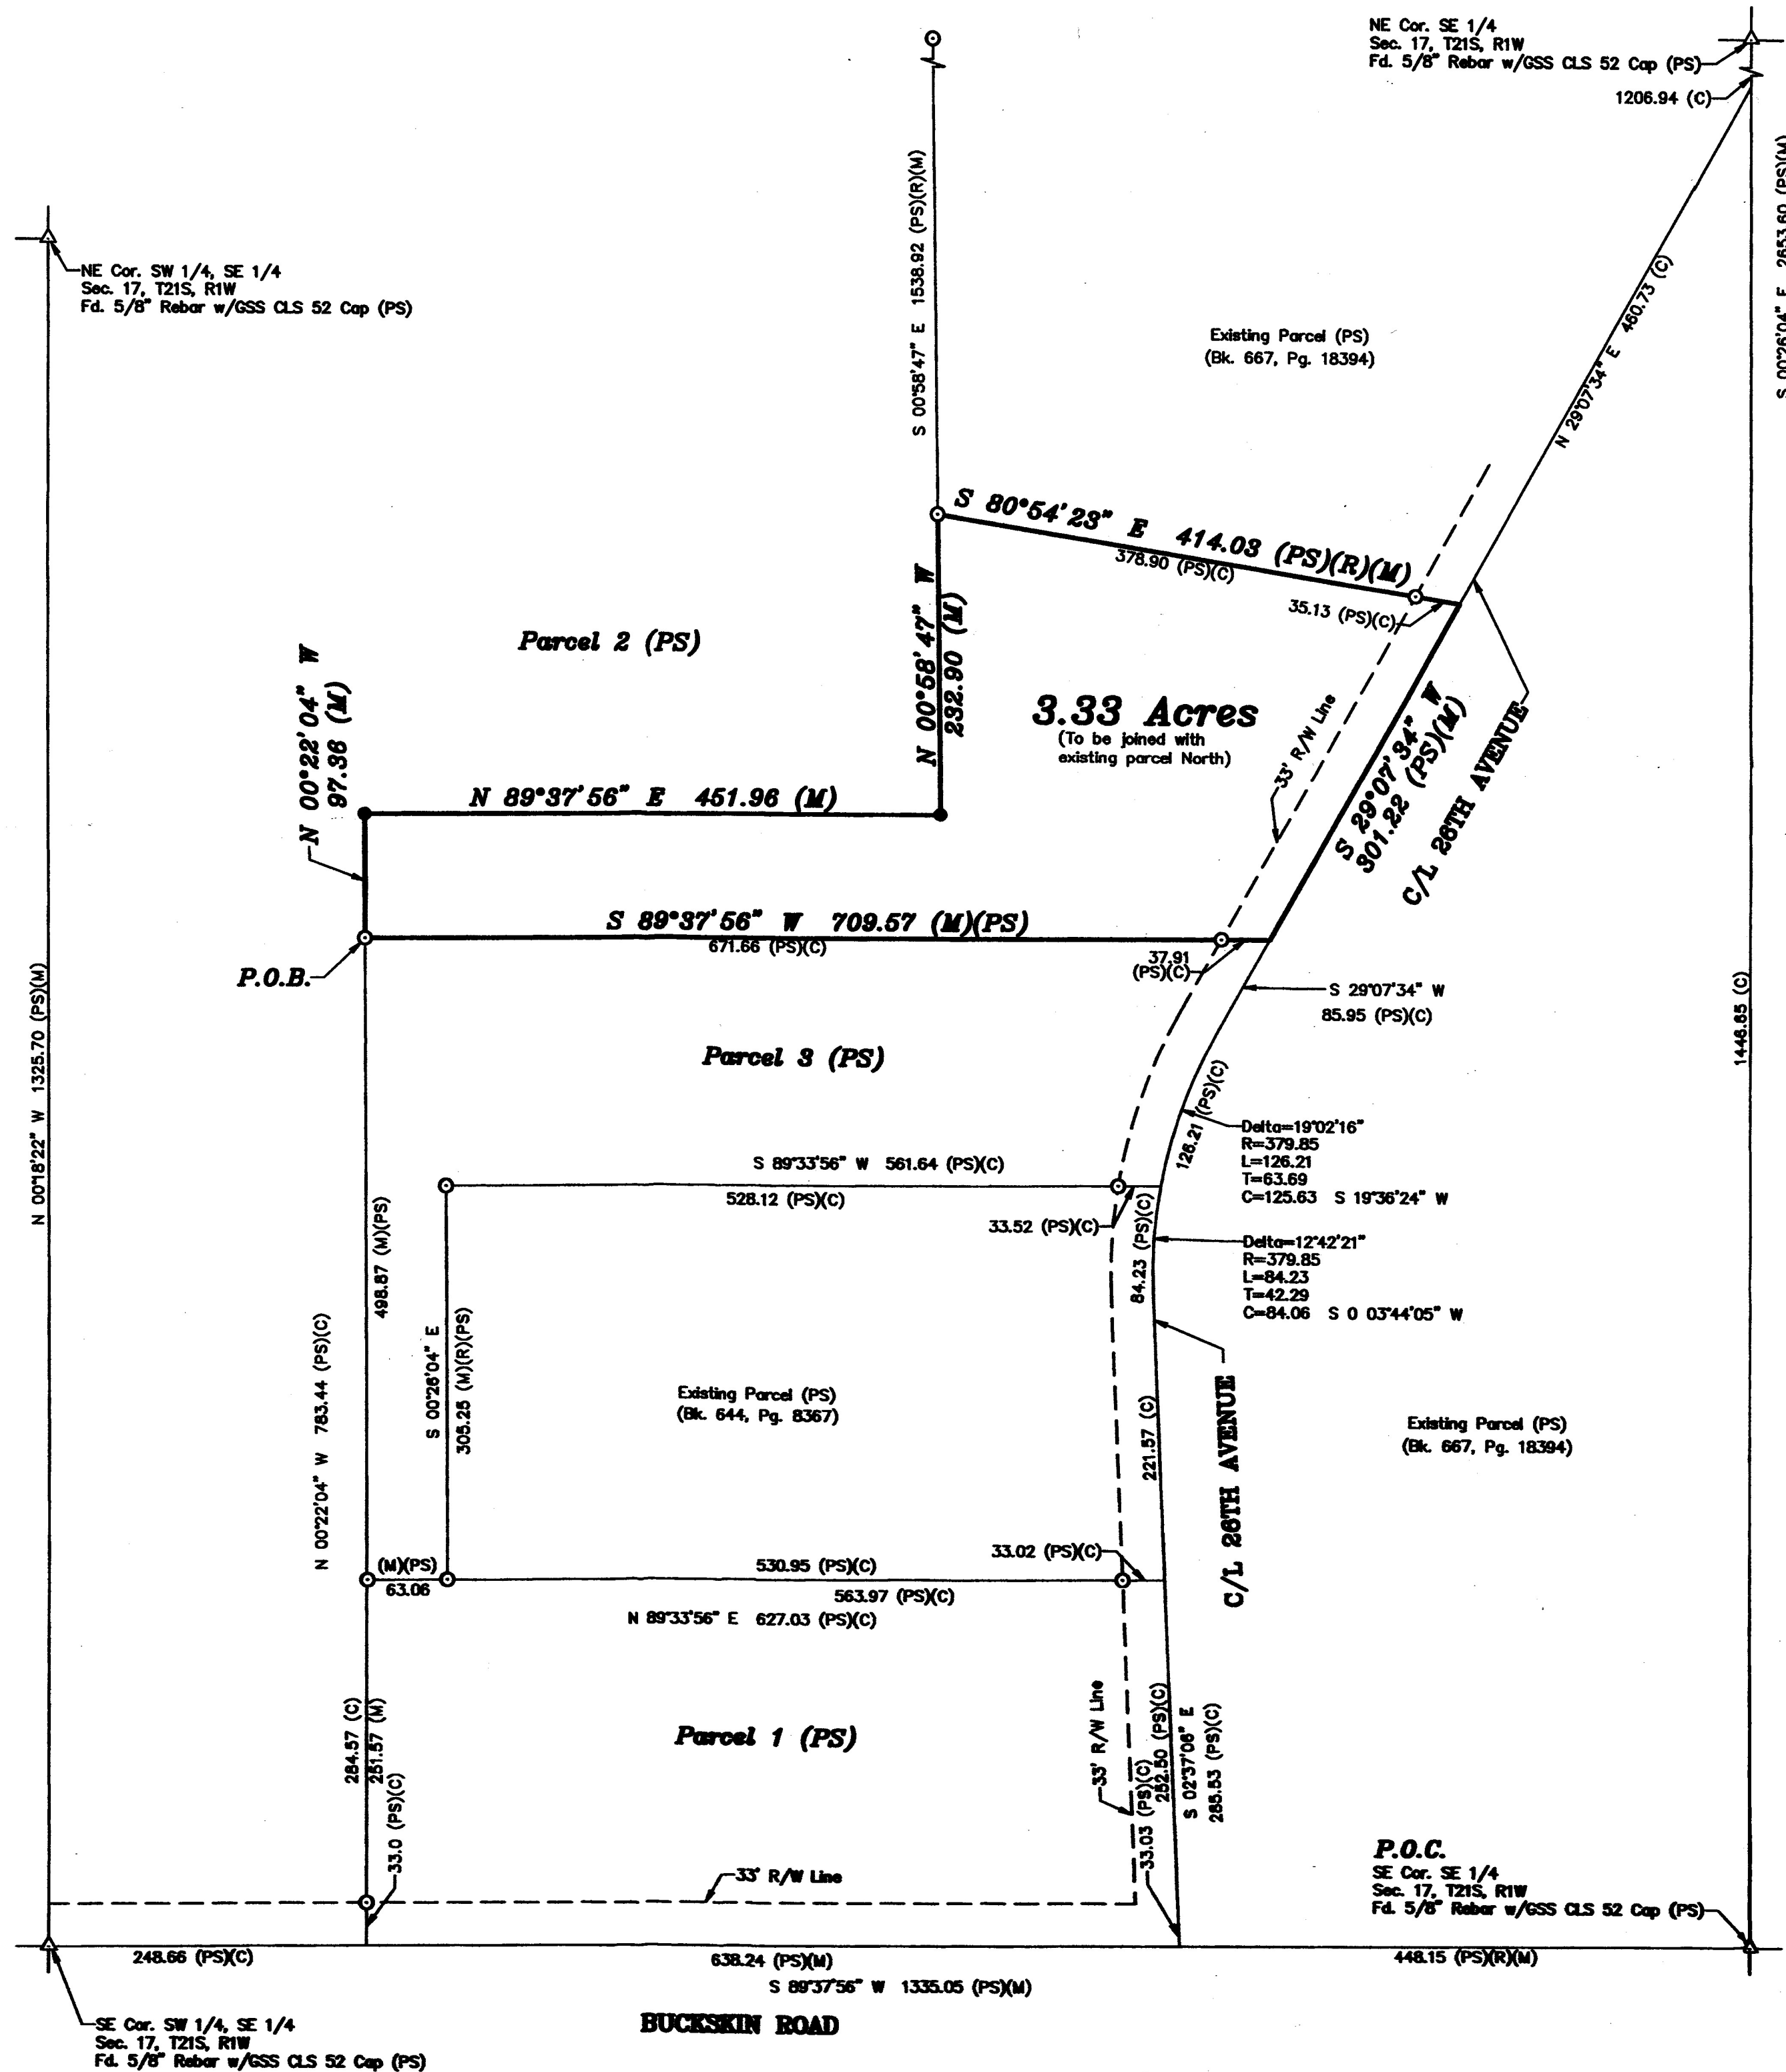 NE Cor. SE 1/4
Sec. 17, T21S, R1W
Fd. 5/8" Rebar w/GSS CLS 52 Cap (PS)
1206.94 (C)
S 00°26'04" E 2653.60 (PS)(M)
NE Cor. SW 1/4, SE 1/4
Sec. 17, T21S, R1W
Fd. 5/8" Rebar w/GSS CLS 52 Cap (PS)
S 00°58'47" E 1538.92 (PS)(R)(M)
Existing Parcel (PS)
(Bk. 667, Pg. 18394)
N 29°07'34" E 460.73 (C)
S 80°54'23" E 414.03 (PS)(R)(M)
378.90 (PS)(C)
35.13 (PS)(C)
Parcel 2 (PS)
N 00°22'04" W
97.36 (M)
N 00°58'47" W
232.90 (M)
3.33 Acres
(To be joined with
existing parcel North)
33' R/W Line
S 29°07'34" W
301.22 (PS)(M)
C/L 26TH AVENUE
N 89°37'56" E 451.96 (M)
S 89°37'56" W 709.57 (M)(PS)
671.66 (PS)(C)
37.91
(PS)(C)
P.O.B.
S 29°07'34" W
85.95 (PS)(C)
N 00°18'22" W 1325.70 (PS)(M)
1446.65 (C)
Parcel 3 (PS)
126.21 (PS)(C)
Delta=19°02'16"
R=379.85
L=126.21
T=63.69
C=125.63 S 19°36'24" W
S 89°33'56" W 561.64 (PS)(C)
528.12 (PS)(C)
33.52 (PS)(C)
84.23 (PS)(C)
Delta=12°42'21"
R=379.85
L=84.23
T=42.29
C=84.06 S 0 03°44'05" W
498.87 (M)(PS)
N 00°22'04" W 783.44 (PS)(C)
S 00°26'04" E
305.25 (M)(R)(PS)
Existing Parcel (PS)
(Bk. 644, Pg. 8367)
221.57 (C)
C/L 26TH AVENUE
Existing Parcel (PS)
(Bk. 667, Pg. 18394)
(M)(PS)
63.06
530.95 (PS)(C)
33.02 (PS)(C)
563.97 (PS)(C)
N 89°33'56" E 627.03 (PS)(C)
284.57 (C)
251.57 (M)
33.0 (PS)(C)
Parcel 1 (PS)
33' R/W Line
33.03 (PS)(C)
252.50 (PS)(C)
S 02°37'06" E
285.53 (PS)(C)
33' R/W Line
P.O.C.
SE Cor. SE 1/4
Sec. 17, T21S, R1W
Fd. 5/8" Rebar w/GSS CLS 52 Cap (PS)
248.66 (PS)(C)
638.24 (PS)(M)
448.15 (PS)(R)(M)
S 89°37'56" W 1335.05 (PS)(M)
BUCKSKIN ROAD
SE Cor. SW 1/4, SE 1/4
Sec. 17, T21S, R1W
Fd. 5/8" Rebar w/GSS CLS 52 Cap (PS)